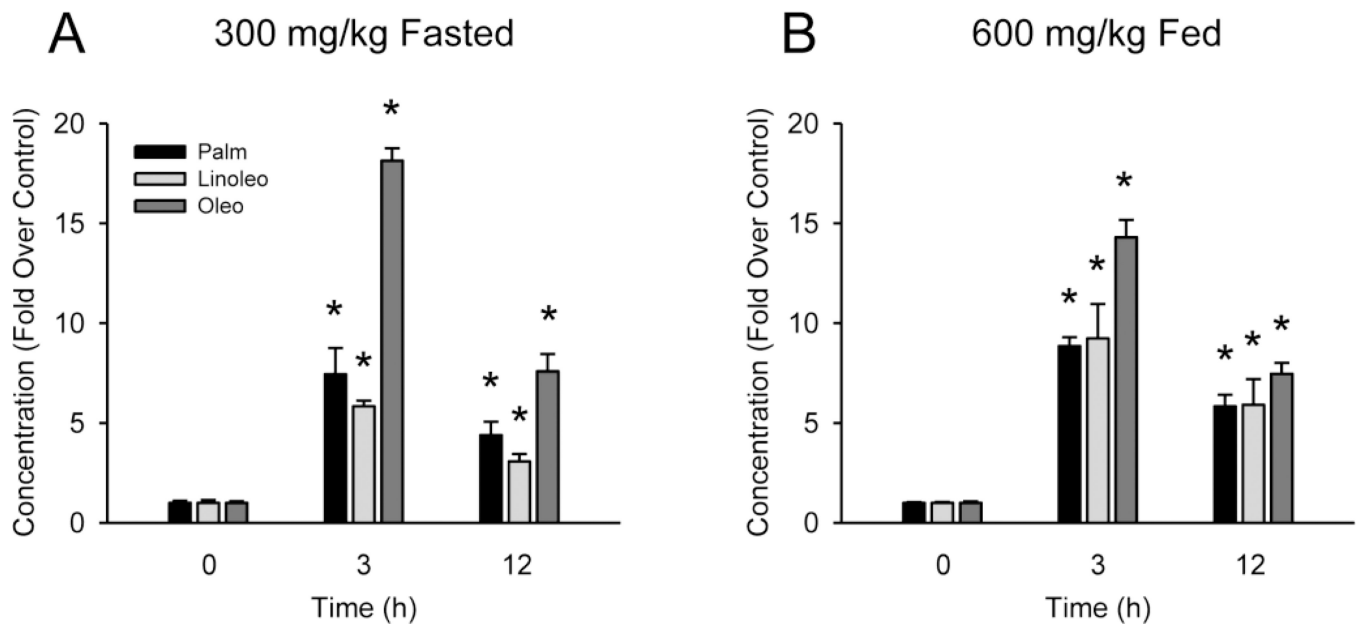 A 300 mg/kg Fasted
Concentration (Fold Over Control)
20
15
10
5
0
Palm
Linoleo
Oleo
*
*
*
*
*
*
0 3 12
Time (h)
B 600 mg/kg Fed
Concentration (Fold Over Control)
20
15
10
5
0
*
*
*
*
*
*
0 3 12
Time (h)